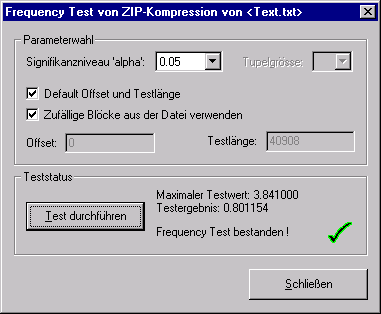 Frequency Test von ZIP-Kompression von <Text.txt>
Parameterwahl
Signifikanzniveau 'alpha': 0.05 Tupelgrösse:
Default Offset und Testlänge
Zufällige Blöcke aus der Datei verwenden
Offset: 0 Testlänge: 40908
Teststatus
Maximaler Testwert: 3.841000
Test durchführen Testergebnis: 0.801154
Frequency Test bestanden !
Schließen